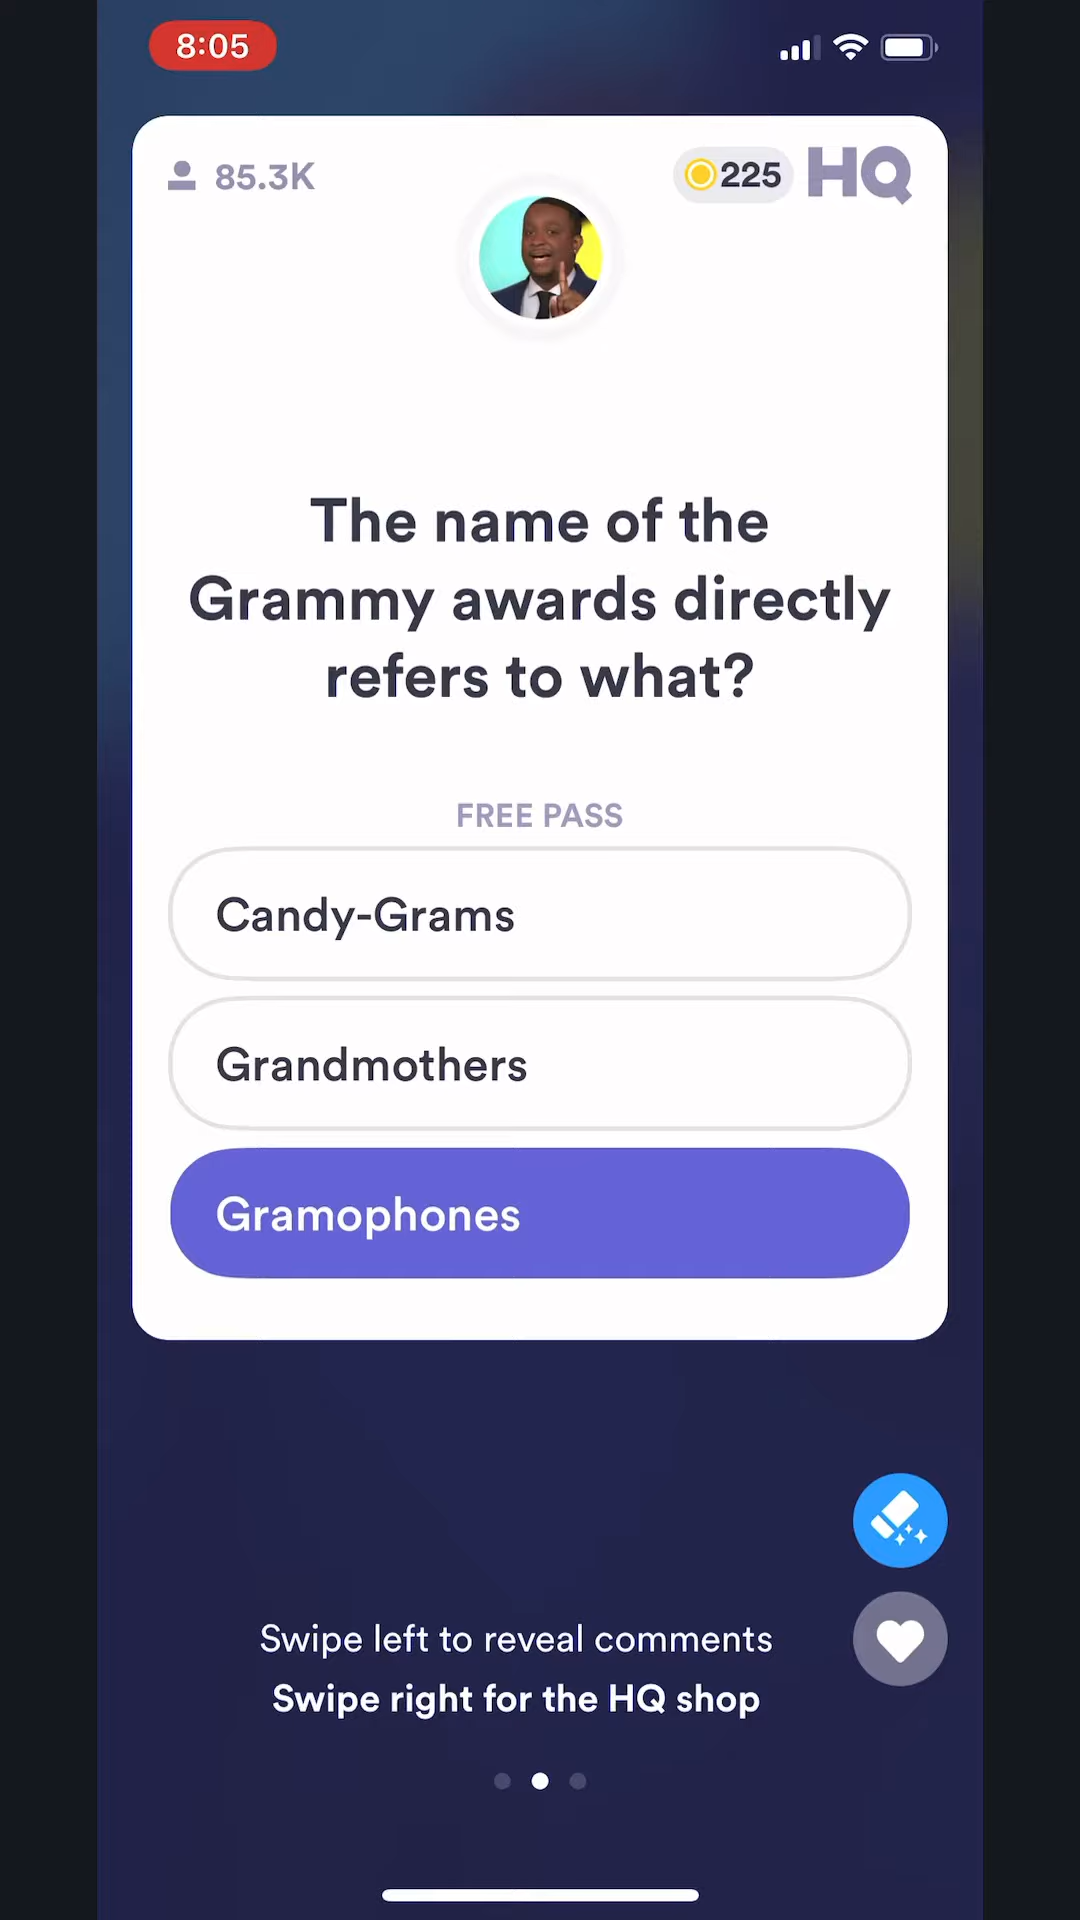 8:05
85.3K
225
HQ
The name of the
Grammy awards directly
refers to what?
FREE PASS
Candy-Grams
Grandmothers
Gramophones
Swipe left to reveal comments
Swipe right for the HQ shop